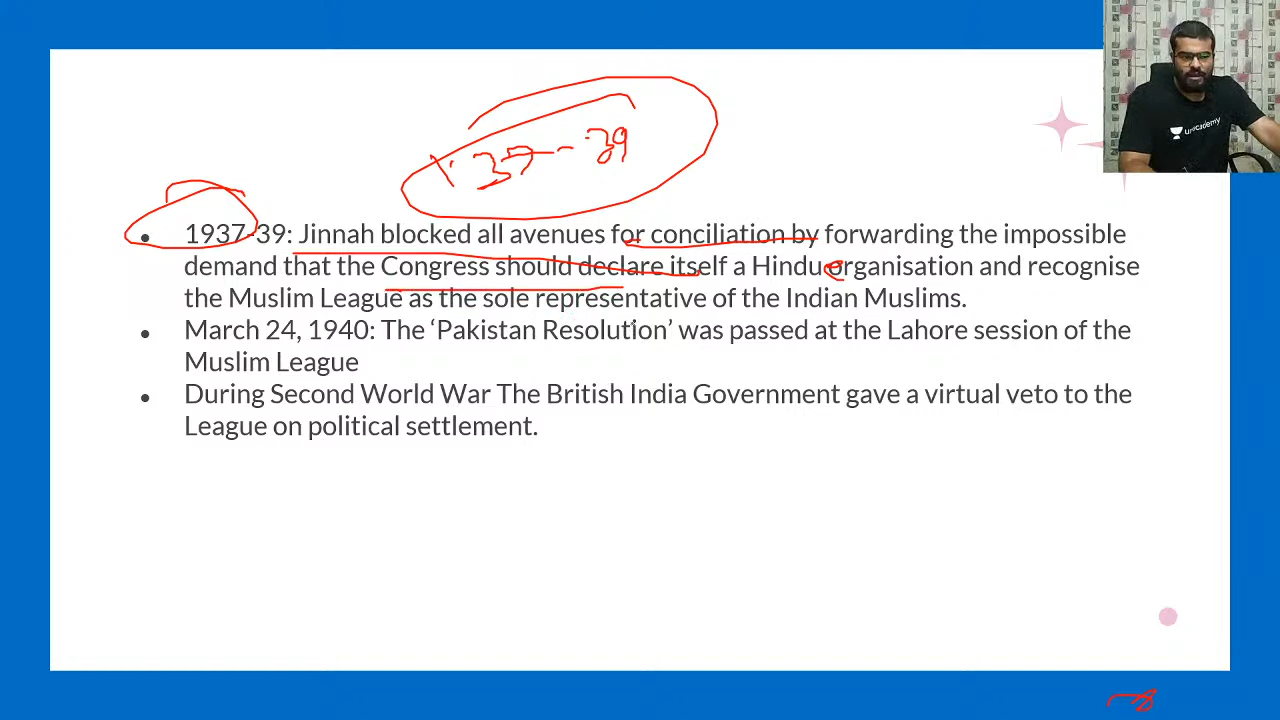 unacademy
'37 - 39
1937-39: Jinnah blocked all avenues for conciliation by forwarding the impossible
demand that the Congress should declare itself a Hindu organisation and recognise
the Muslim League as the sole representative of the Indian Muslims.
March 24, 1940: The ‘Pakistan Resolution’ was passed at the Lahore session of the
Muslim League
During Second World War The British India Government gave a virtual veto to the
League on political settlement.